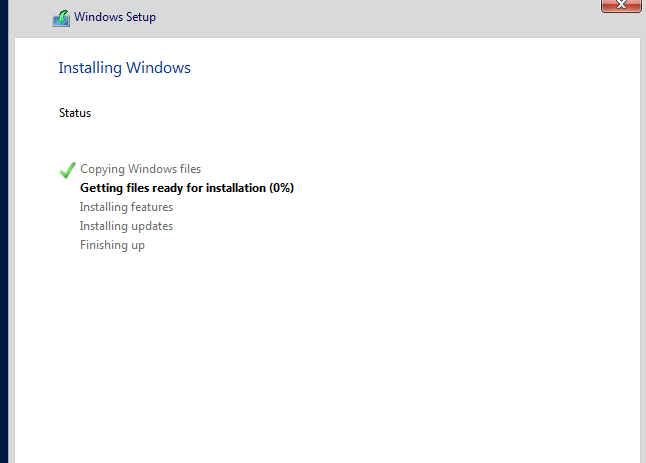 Windows Setup
Installing Windows
Status
Copying Windows files
Getting files ready for installation (0%)
Installing features
Installing updates
Finishing up